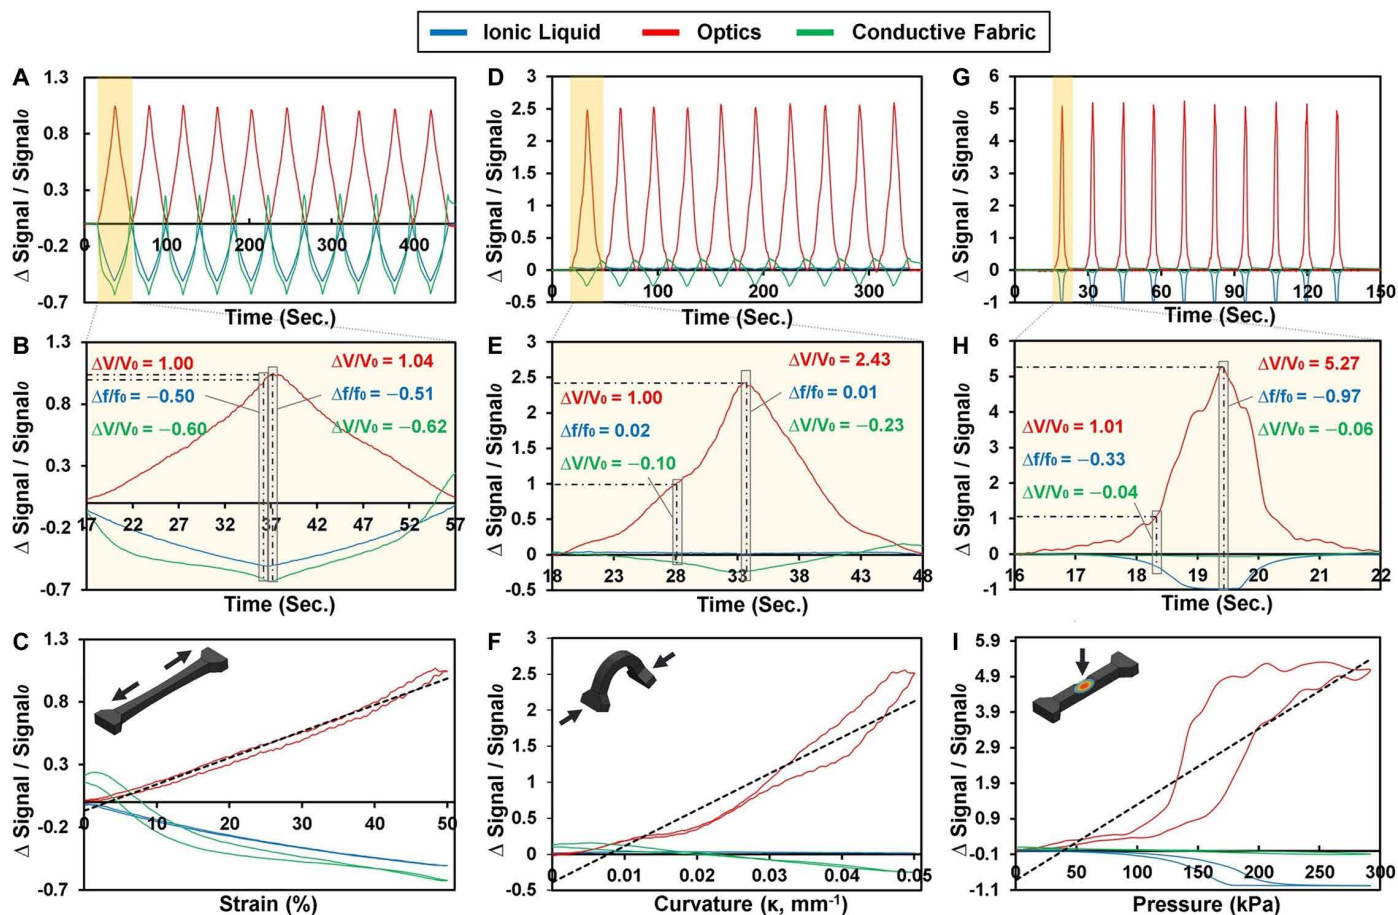 Ionic Liquid Optics Conductive Fabric
A
1.3
0.8
0.3
-0.2
-0.7
0 100 200 300 400
Δ Signal / Signal₀
Time (Sec.)
D
3
2.5
2
1.5
1
0.5
0
-0.5
0 100 200 300
Δ Signal / Signal₀
Time (Sec.)
G
6
5
4
3
2
1
0
-1
0 30 60 90 120 150
Δ Signal / Signal₀
Time (Sec.)
B
1.3
0.8
0.3
-0.2
-0.7
ΔV/V₀ = 1.00
Δf/f₀ = −0.50
ΔV/V₀ = −0.60
ΔV/V₀ = 1.04
Δf/f₀ = −0.51
ΔV/V₀ = −0.62
17 22 27 32 37 42 47 52 57
Δ Signal / Signal₀
Time (Sec.)
E
3
2.5
2
1.5
1
0.5
0
-0.5
ΔV/V₀ = 1.00
Δf/f₀ = 0.02
ΔV/V₀ = −0.10
ΔV/V₀ = 2.43
Δf/f₀ = 0.01
ΔV/V₀ = −0.23
18 23 28 33 38 43 48
Δ Signal / Signal₀
Time (Sec.)
H
6
5
4
3
2
1
0
-1
ΔV/V₀ = 1.01
Δf/f₀ = −0.33
ΔV/V₀ = −0.04
ΔV/V₀ = 5.27
Δf/f₀ = −0.97
ΔV/V₀ = −0.06
16 17 18 19 20 21 22
Δ Signal / Signal₀
Time (Sec.)
C
1.3
0.8
0.3
-0.2
-0.7
0 10 20 30 40 50
Δ Signal / Signal₀
Strain (%)
F
3
2.5
2
1.5
1
0.5
0
-0.5
0 0.01 0.02 0.03 0.04 0.05
Δ Signal / Signal₀
Curvature (κ, mm⁻¹)
I
5.9
4.9
3.9
2.9
1.9
0.9
-0.1
-1.1
0 50 100 150 200 250 300
Δ Signal / Signal₀
Pressure (kPa)